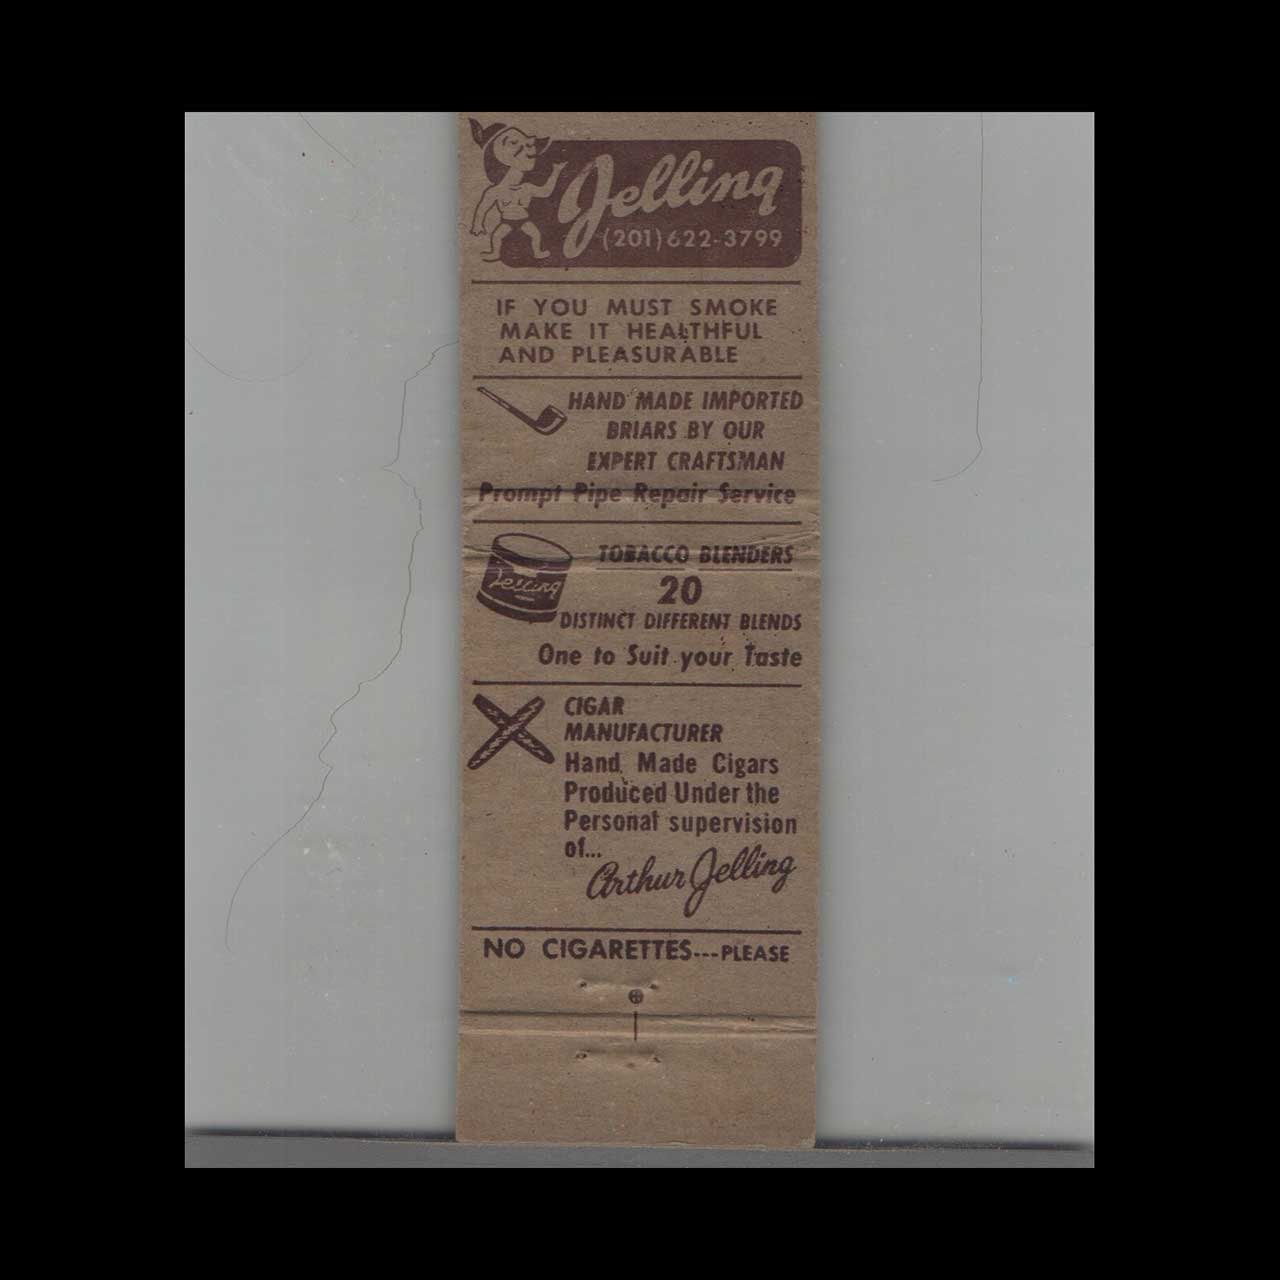 Jelling
(201) 622-3799
IF YOU MUST SMOKE
MAKE IT HEALTHFUL
AND PLEASURABLE
HAND MADE IMPORTED
BRIARS BY OUR
EXPERT CRAFTSMAN
Prompt Pipe Repair Service
TOBACCO BLENDERS
Jelling
20
DISTINCT DIFFERENT BLENDS
One to Suit your Taste
CIGAR
MANUFACTURER
Hand Made Cigars
Produced Under the
Personal supervision
of...
Arthur Jelling
NO CIGARETTES---PLEASE